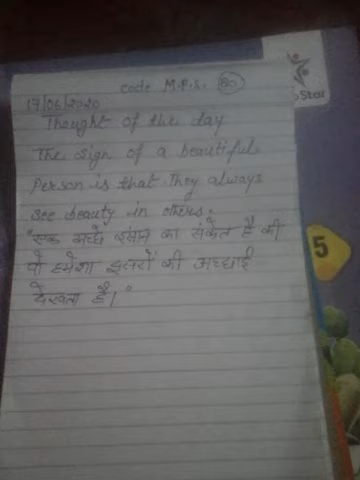 code M.P.S. 80
17/06/2020
Thought of the day
The sign of a beautiful
Person is that They always
see beauty in others.
"एक अच्छे इंसान का संकेत है की
वो हमेशा दूसरों की अच्छाई
देखता है।"
Star
5